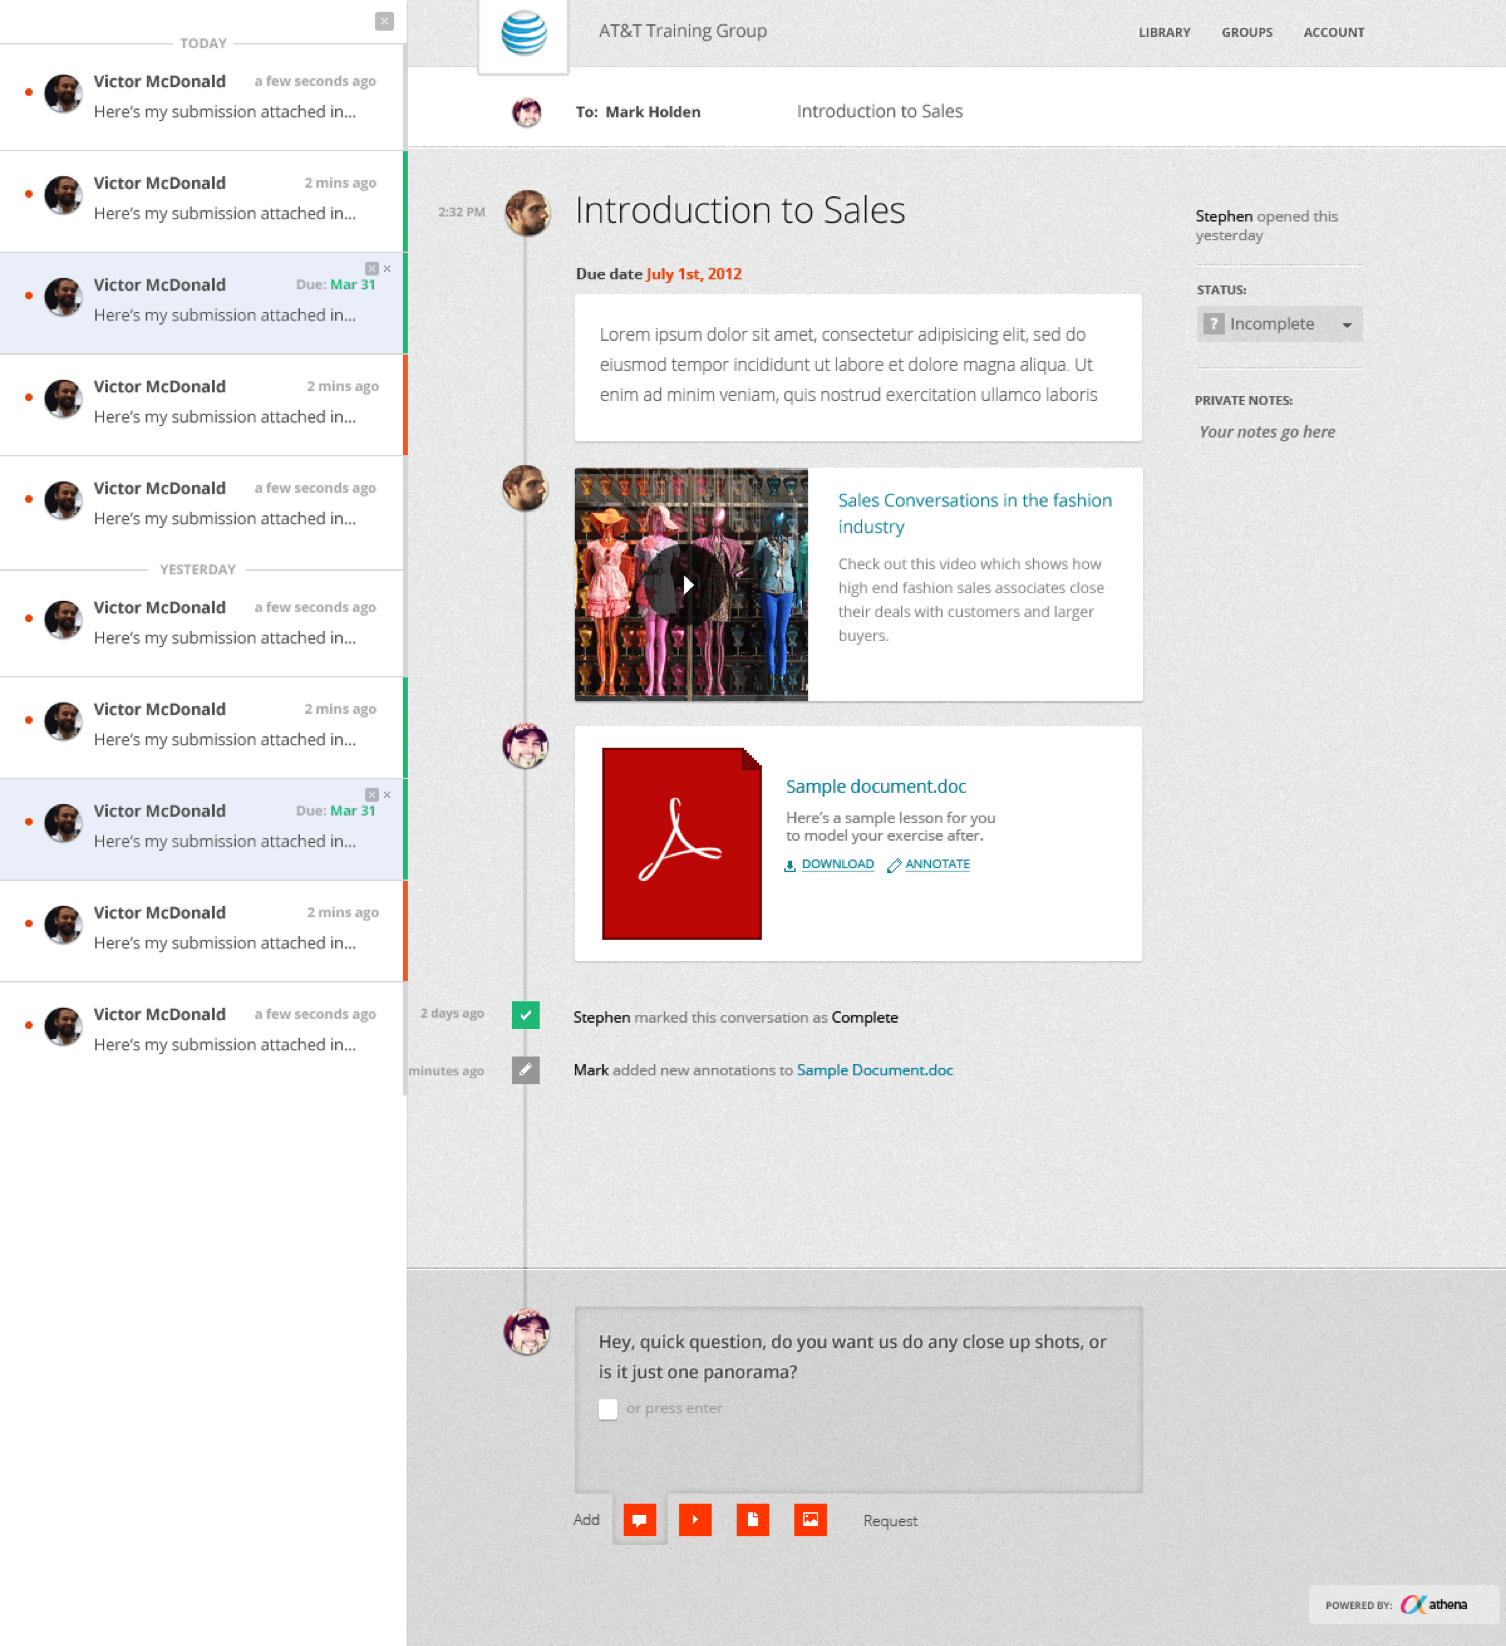 TODAY
Victor McDonald a few seconds ago
Here's my submission attached in...
Victor McDonald 2 mins ago
Here's my submission attached in...
Victor McDonald Due: Mar 31
Here's my submission attached in...
Victor McDonald 2 mins ago
Here's my submission attached in...
Victor McDonald a few seconds ago
Here's my submission attached in...
YESTERDAY
Victor McDonald a few seconds ago
Here's my submission attached in...
Victor McDonald 2 mins ago
Here's my submission attached in...
Victor McDonald Due: Mar 31
Here's my submission attached in...
Victor McDonald 2 mins ago
Here's my submission attached in...
Victor McDonald a few seconds ago
Here's my submission attached in...
AT&T Training Group
LIBRARY GROUPS ACCOUNT
To: Mark Holden Introduction to Sales
2:32 PM
Introduction to Sales
Due date July 1st, 2012
Lorem ipsum dolor sit amet, consectetur adipisicing elit, sed do
eiusmod tempor incididunt ut labore et dolore magna aliqua. Ut
enim ad minim veniam, quis nostrud exercitation ullamco laboris
Sales Conversations in the fashion
industry
Check out this video which shows how
high end fashion sales associates close
their deals with customers and larger
buyers.
Sample document.doc
Here's a sample lesson for you
to model your exercise after.
DOWNLOAD ANNOTATE
2 days ago Stephen marked this conversation as Complete
minutes ago Mark added new annotations to Sample Document.doc
Stephen opened this
yesterday
STATUS:
? Incomplete
PRIVATE NOTES:
Your notes go here
Hey, quick question, do you want us do any close up shots, or
is it just one panorama?
or press enter
Add Request
POWERED BY: athena